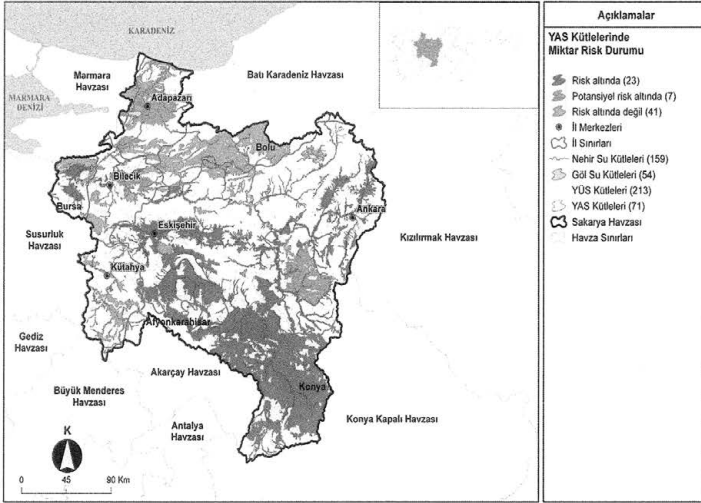 KARADENİZ
Marmara
Havzası
Batı Karadeniz Havzası
MARMARA
DENİZİ
Adapazarı
Bolu
Bilecik
Bursa
Ankara
Eskişehir
Susurluk
Havzası
Kızılırmak Havzası
Kütahya
Afyonkarahisar
Gediz
Havzası
Akarçay Havzası
Konya
Büyük Menderes
Havzası
Antalya
Havzası
Konya Kapalı Havzası
K
0 45 90 Km
Açıklamalar
YAS Kütlelerinde
Miktar Risk Durumu
Risk altında (23)
Potansiyel risk altında (7)
Risk altında değil (41)
İl Merkezleri
İl Sınırları
Nehir Su Kütleleri (159)
Göl Su Kütleleri (54)
YÜS Kütleleri (213)
YAS Kütleleri (71)
Sakarya Havzası
Havza Sınırları